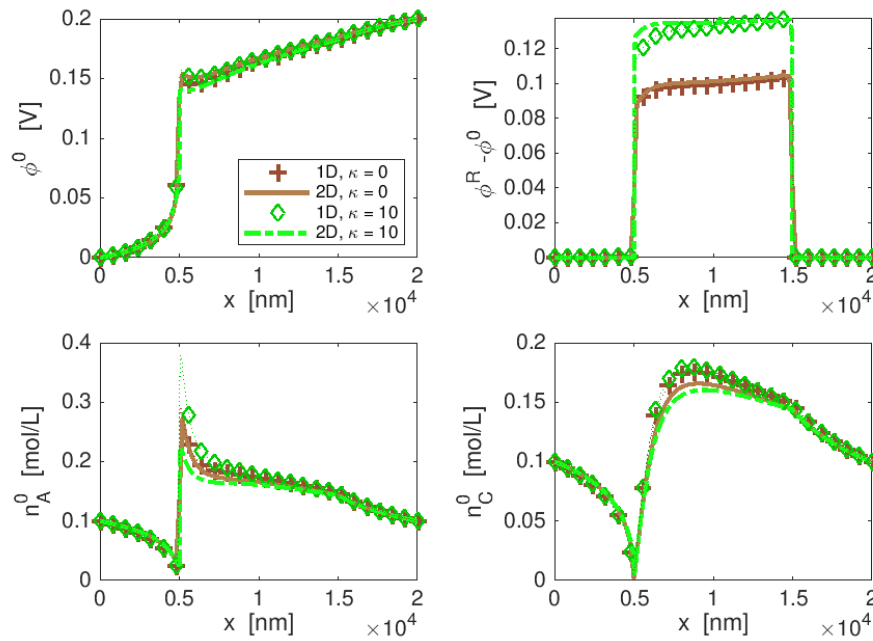 0.2
0.15
0.1
0.05
0
ϕ⁰ [V]
1D, κ = 0
2D, κ = 0
1D, κ = 10
2D, κ = 10
0 0.5 1 1.5 2
x [nm] ×10⁴
0.12
0.1
0.08
0.06
0.04
0.02
0
ϕᴿ -ϕ⁰ [V]
0 0.5 1 1.5 2
x [nm] ×10⁴
0.4
0.3
0.2
0.1
0
n_A^0 [mol/L]
0 0.5 1 1.5 2
x [nm] ×10⁴
0.2
0.15
0.1
0.05
0
n_C^0 [mol/L]
0 0.5 1 1.5 2
x [nm] ×10⁴